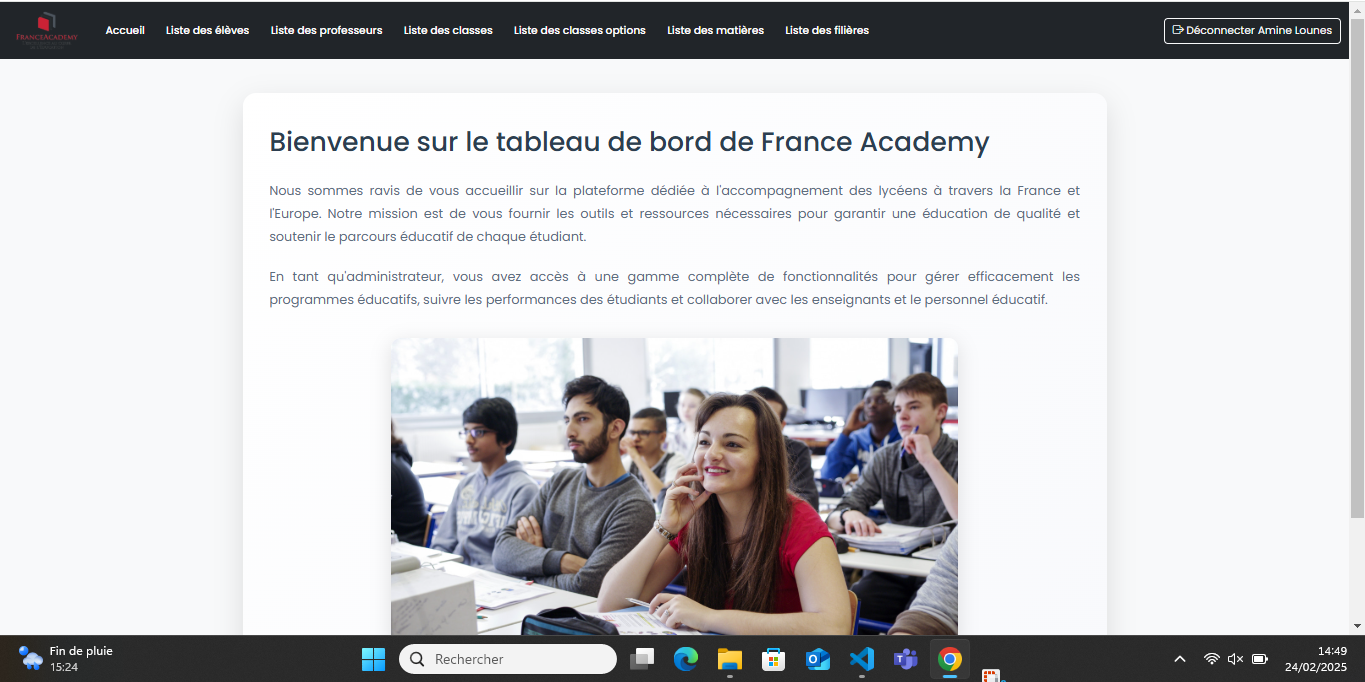 FRANCEACADEMY
Accueil Liste des élèves Liste des professeurs Liste des classes Liste des classes options Liste des matières Liste des filières Déconnecter Amine Lounes
Bienvenue sur le tableau de bord de France Academy
Nous sommes ravis de vous accueillir sur la plateforme dédiée à l'accompagnement des lycéens à travers la France et
l'Europe. Notre mission est de vous fournir les outils et ressources nécessaires pour garantir une éducation de qualité et
soutenir le parcours éducatif de chaque étudiant.
En tant qu'administrateur, vous avez accès à une gamme complète de fonctionnalités pour gérer efficacement les
programmes éducatifs, suivre les performances des étudiants et collaborer avec les enseignants et le personnel éducatif.
Fin de pluie
15:24
Rechercher
14:49
24/02/2025